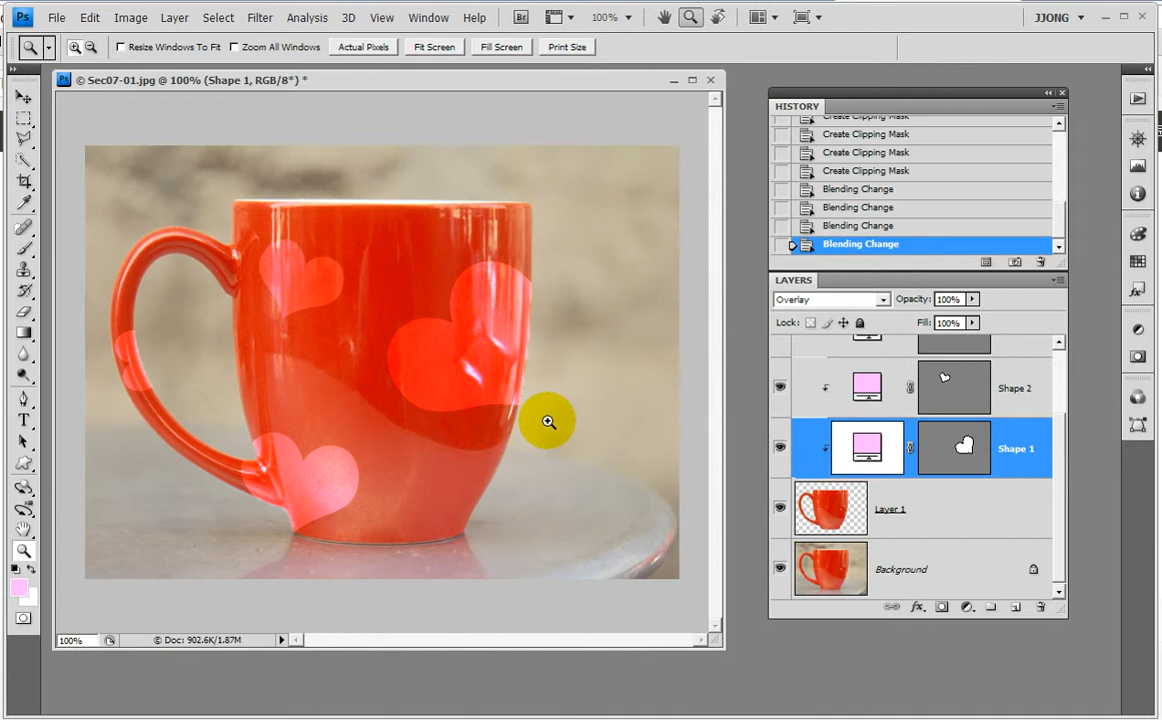 Ps File Edit Image Layer Select Filter Analysis 3D View Window Help Br 100% JJONG
Resize Windows To Fit Zoom All Windows Actual Pixels Fit Screen Fill Screen Print Size
Ps © Sec07-01.jpg @ 100% (Shape 1, RGB/8*) *
HISTORY
Create Clipping Mask
Create Clipping Mask
Create Clipping Mask
Create Clipping Mask
Blending Change
Blending Change
Blending Change
Blending Change
LAYERS
Overlay Opacity: 100%
Lock: Fill: 100%
Shape 2
Shape 1
Layer 1
Background
T
fx
fx
100% © Doc: 902.6K/1.87M